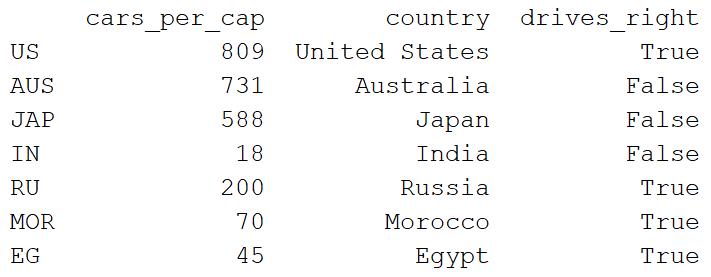 cars_per_cap country drives_right
US 809 United States True
AUS 731 Australia False
JAP 588 Japan False
IN 18 India False
RU 200 Russia True
MOR 70 Morocco True
EG 45 Egypt True